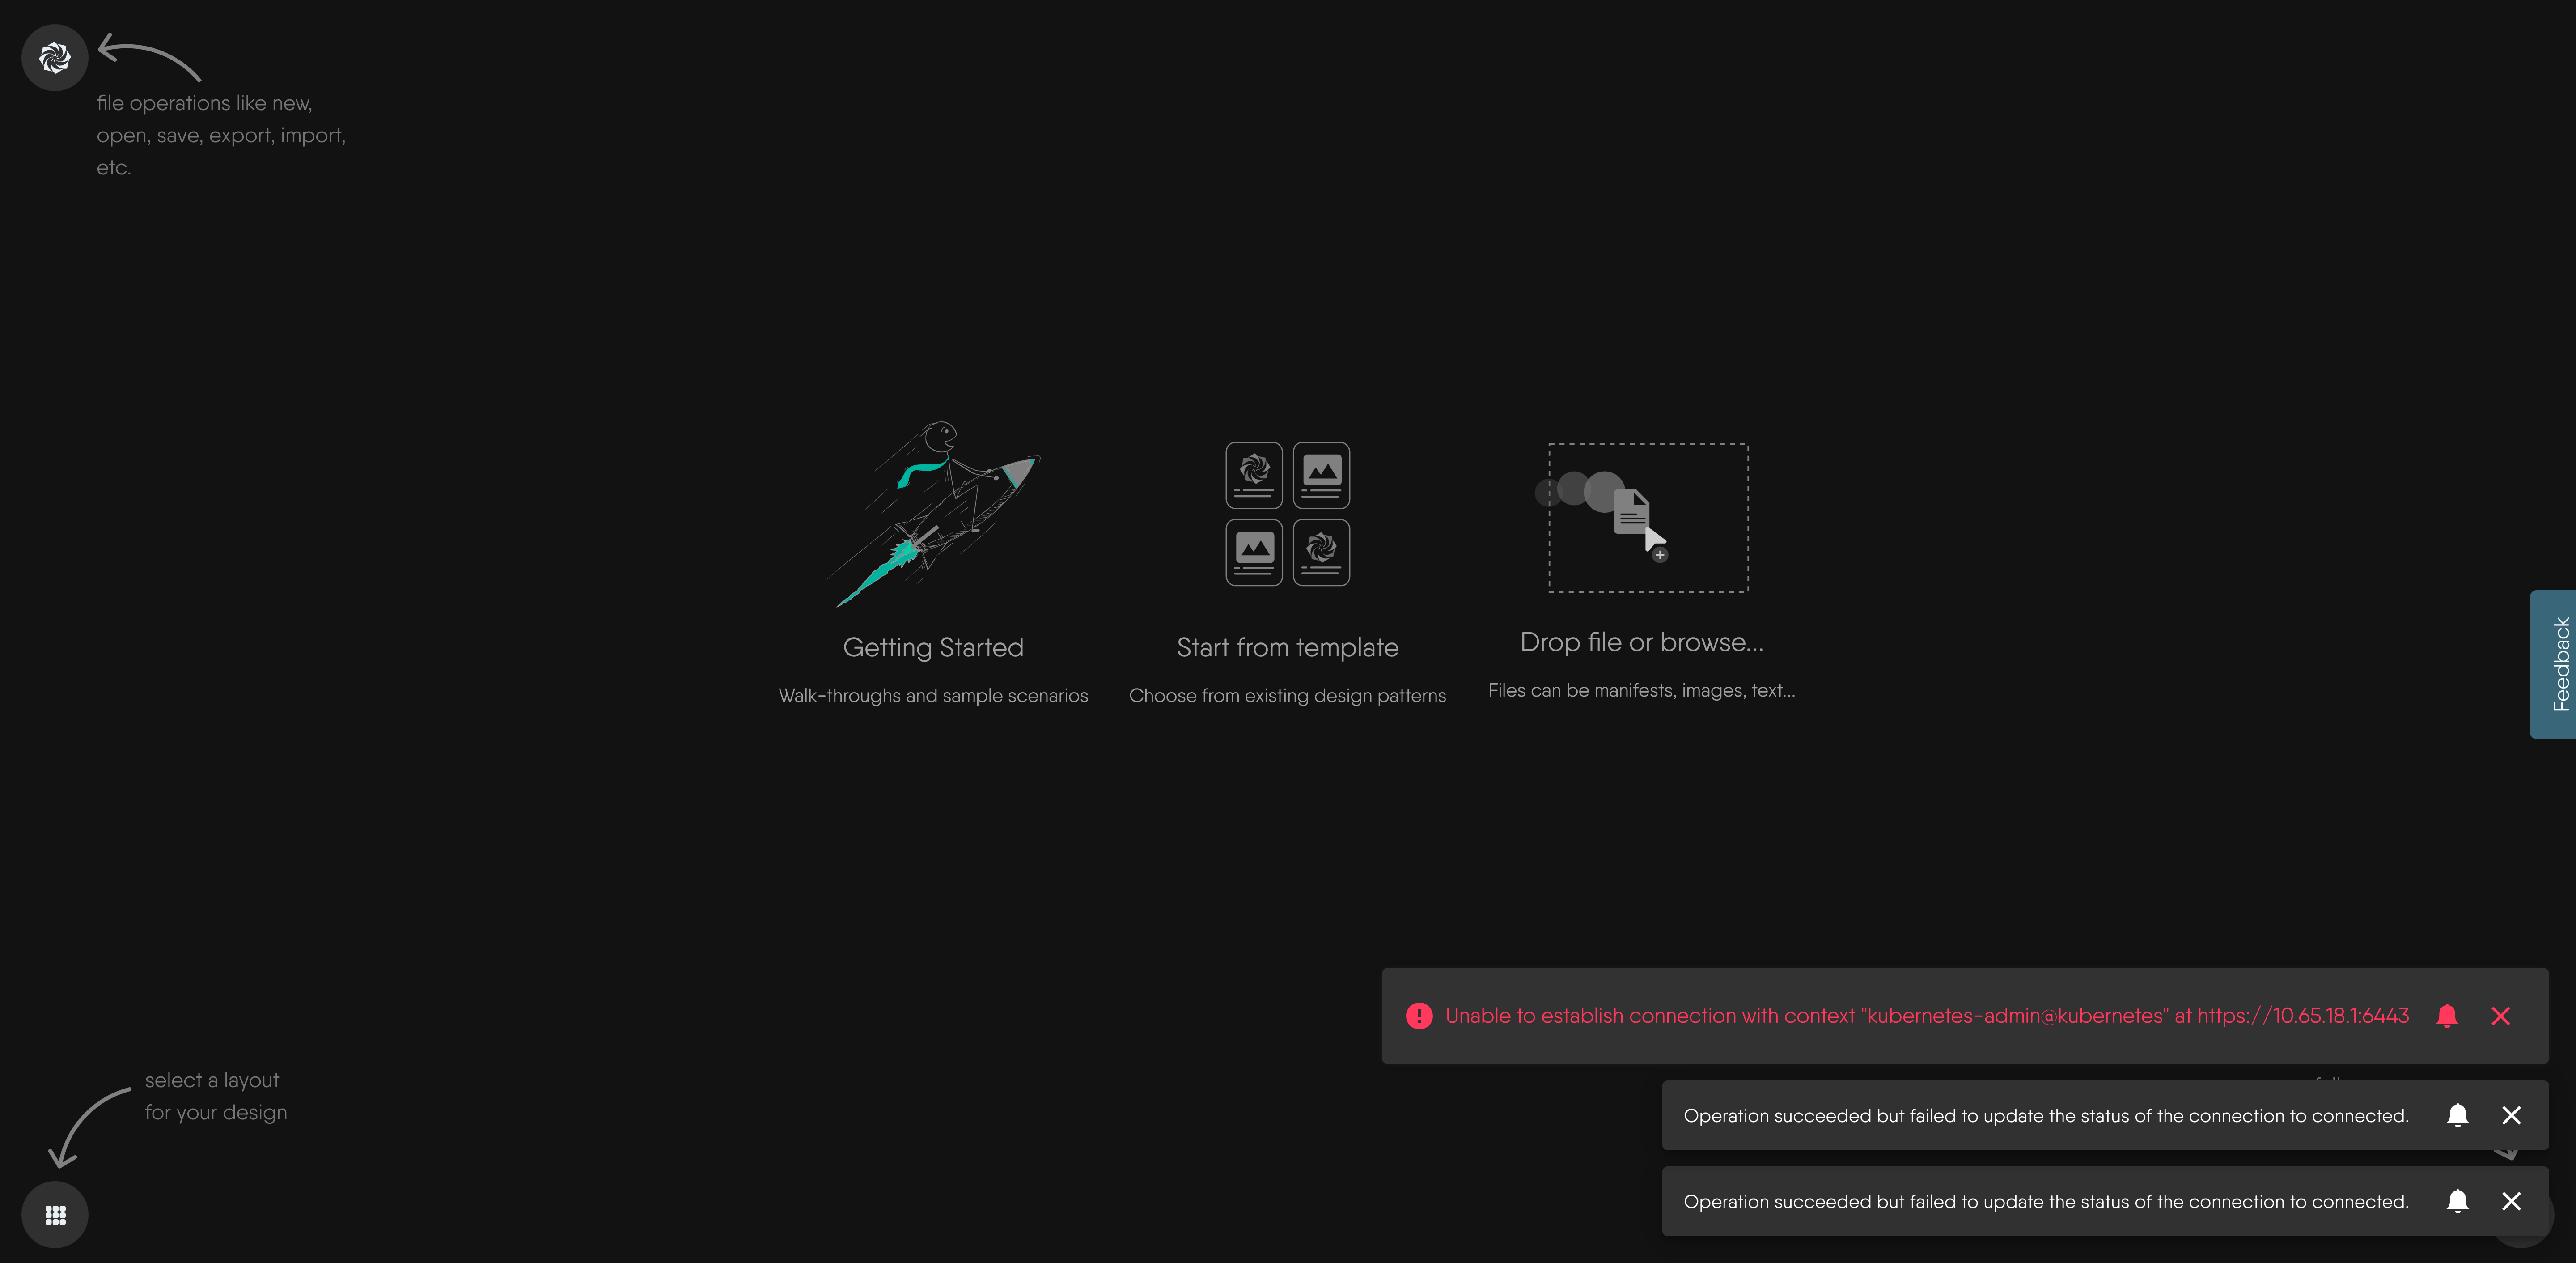 file operations like new,
open, save, export, import,
etc.
Getting Started
Walk-throughs and sample scenarios
Start from template
Choose from existing design patterns
Drop file or browse...
Files can be manifests, images, text...
Feedback
Unable to establish connection with context "kubernetes-admin@kubernetes" at https://10.65.18.1:6443
select a layout
for your design
Operation succeeded but failed to update the status of the connection to connected.
Operation succeeded but failed to update the status of the connection to connected.